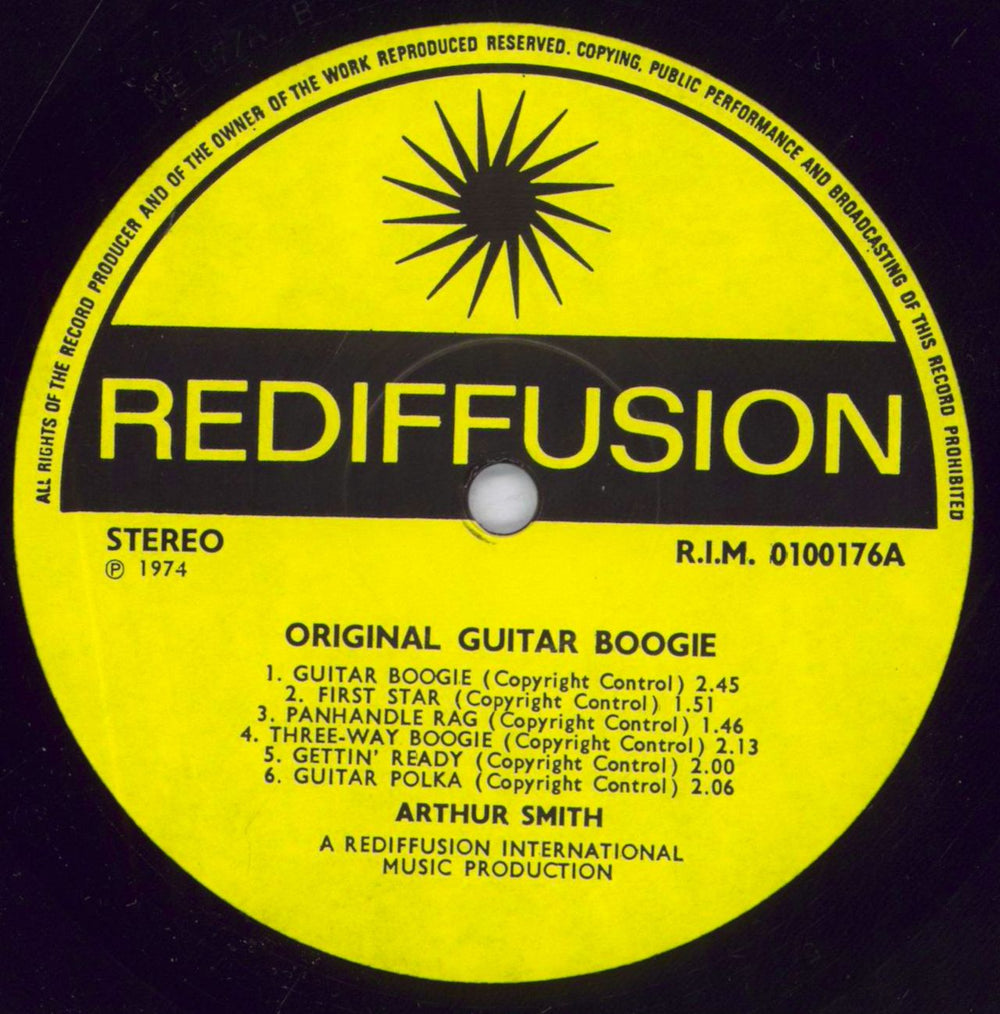 ALL RIGHTS OF THE RECORD PRODUCER AND OF THE OWNER OF THE WORK REPRODUCED RESERVED. COPYING, PUBLIC PERFORMANCE AND BROADCASTING OF THIS RECORD PROHIBITED
REDIFFUSION
STEREO
R.I.M. 0100176A
℗ 1974
ORIGINAL GUITAR BOOGIE
1. GUITAR BOOGIE (Copyright Control) 2.45
2. FIRST STAR (Copyright Control) 1.51
3. PANHANDLE RAG (Copyright Control) 1.46
4. THREE-WAY BOOGIE (Copyright Control) 2.13
5. GETTIN' READY (Copyright Control) 2.00
6. GUITAR POLKA (Copyright Control) 2.06
ARTHUR SMITH
A REDIFFUSION INTERNATIONAL
MUSIC PRODUCTION